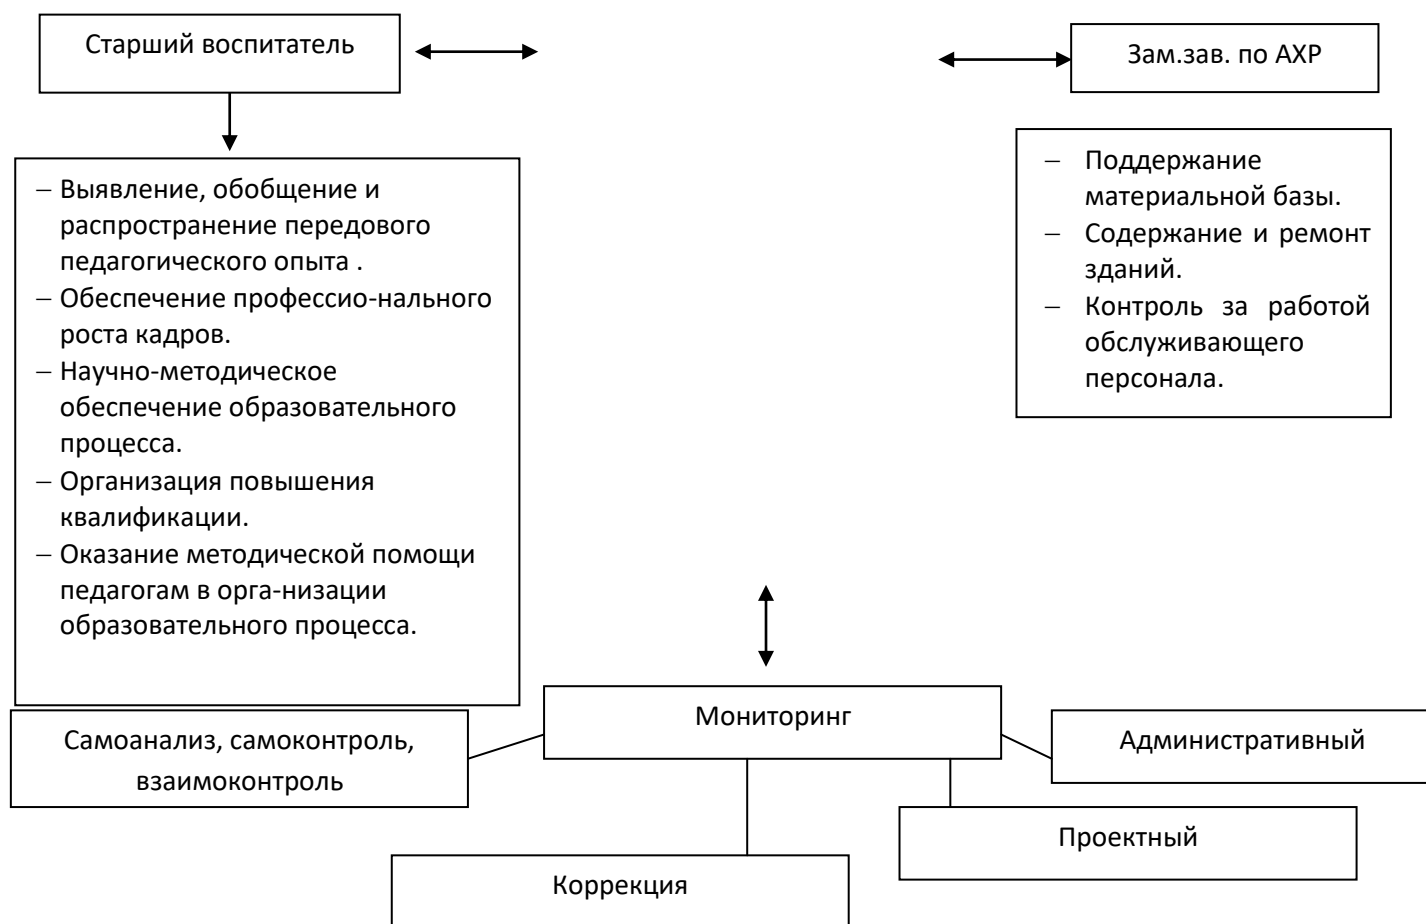 Старший воспитатель
Зам.зав. по АХР
– Выявление, обобщение и
распространение передового
педагогического опыта .
– Обеспечение профессио-нального
роста кадров.
– Научно-методическое
обеспечение образовательного
процесса.
– Организация повышения
квалификации.
– Оказание методической помощи
педагогам в орга-низации
образовательного процесса.
– Поддержание
материальной базы.
– Содержание и ремонт
зданий.
– Контроль за работой
обслуживающего
персонала.
Мониторинг
Самоанализ, самоконтроль,
взаимоконтроль
Административный
Проектный
Коррекция